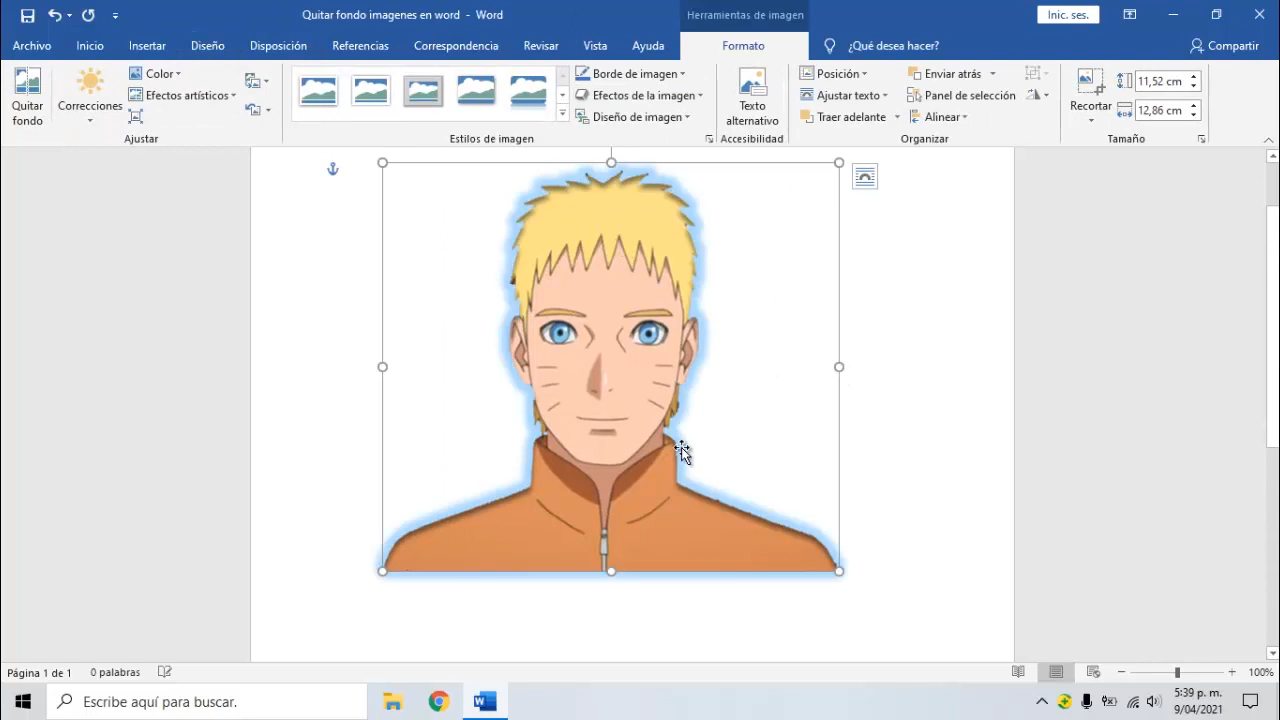 Quitar fondo imagenes en word - Word
Herramientas de imagen
Inic. ses.
Archivo Inicio Insertar Diseño Disposición Referencias Correspondencia Revisar Vista Ayuda Formato ¿Qué desea hacer? Compartir
Quitar fondo
Correcciones
Color
Efectos artísticos
Ajustar
Borde de imagen
Efectos de la imagen
Diseño de imagen
Estilos de imagen
Texto alternativo
Accesibilidad
Posición
Ajustar texto
Traer adelante
Enviar atrás
Panel de selección
Alinear
Organizar
Recortar
11,52 cm
12,86 cm
Tamaño
Página 1 de 1 0 palabras
100%
Escribe aquí para buscar.
5:39 p. m.
9/04/2021